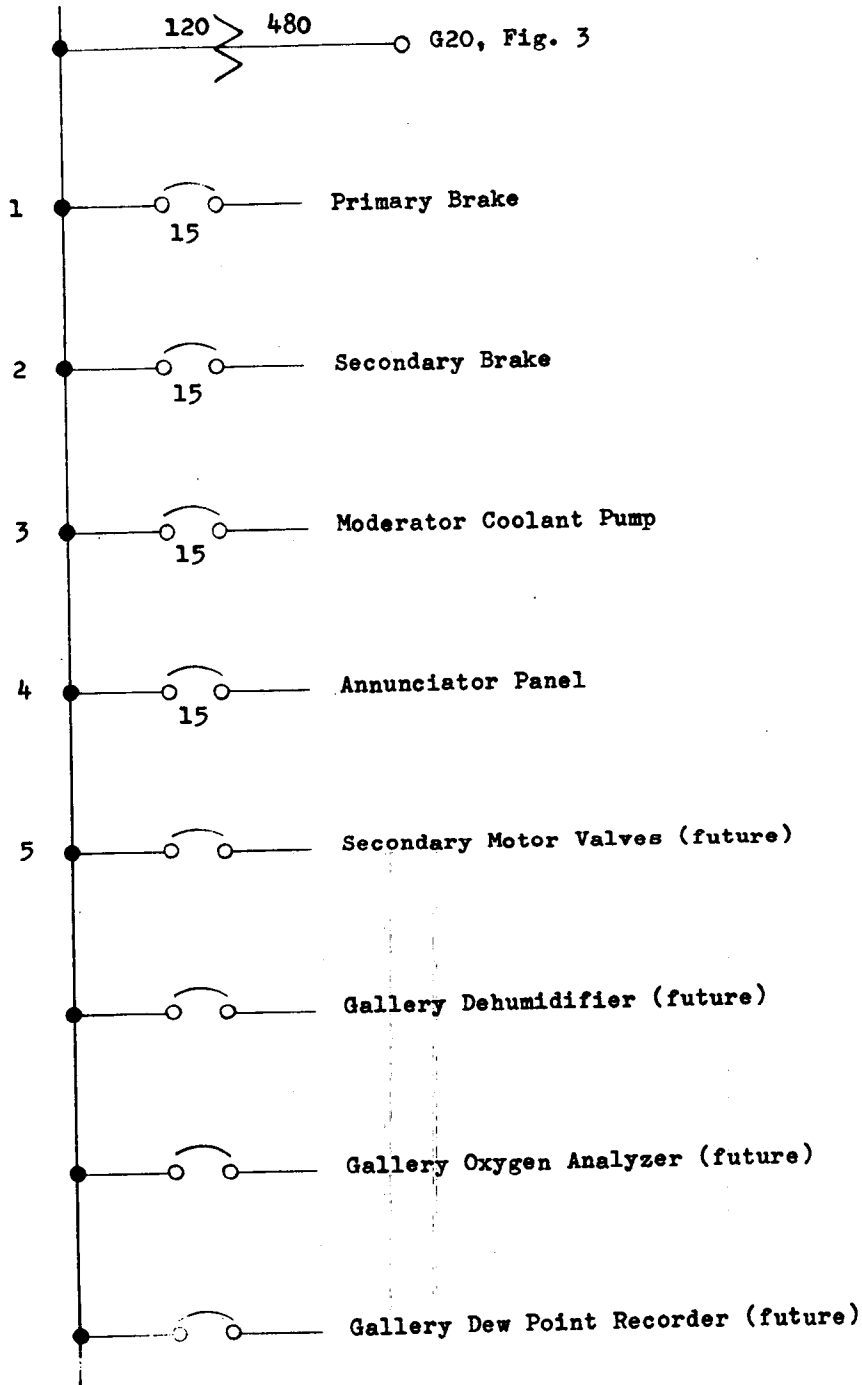 120 480 G20, Fig. 3
1 Primary Brake
15
2 Secondary Brake
15
3 Moderator Coolant Pump
15
4 Annunciator Panel
15
5 Secondary Motor Valves (future)
Gallery Dehumidifier (future)
Gallery Oxygen Analyzer (future)
Gallery Dew Point Recorder (future)